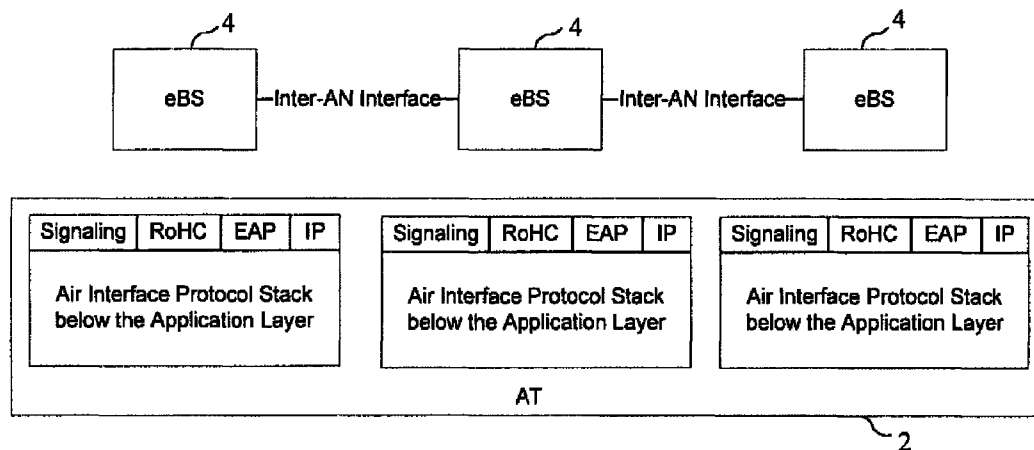 4 4 4
eBS Inter-AN Interface eBS Inter-AN Interface eBS
Signaling RoHC EAP IP Signaling RoHC EAP IP Signaling RoHC EAP IP
Air Interface Protocol Stack Air Interface Protocol Stack Air Interface Protocol Stack
below the Application Layer below the Application Layer below the Application Layer
AT
2